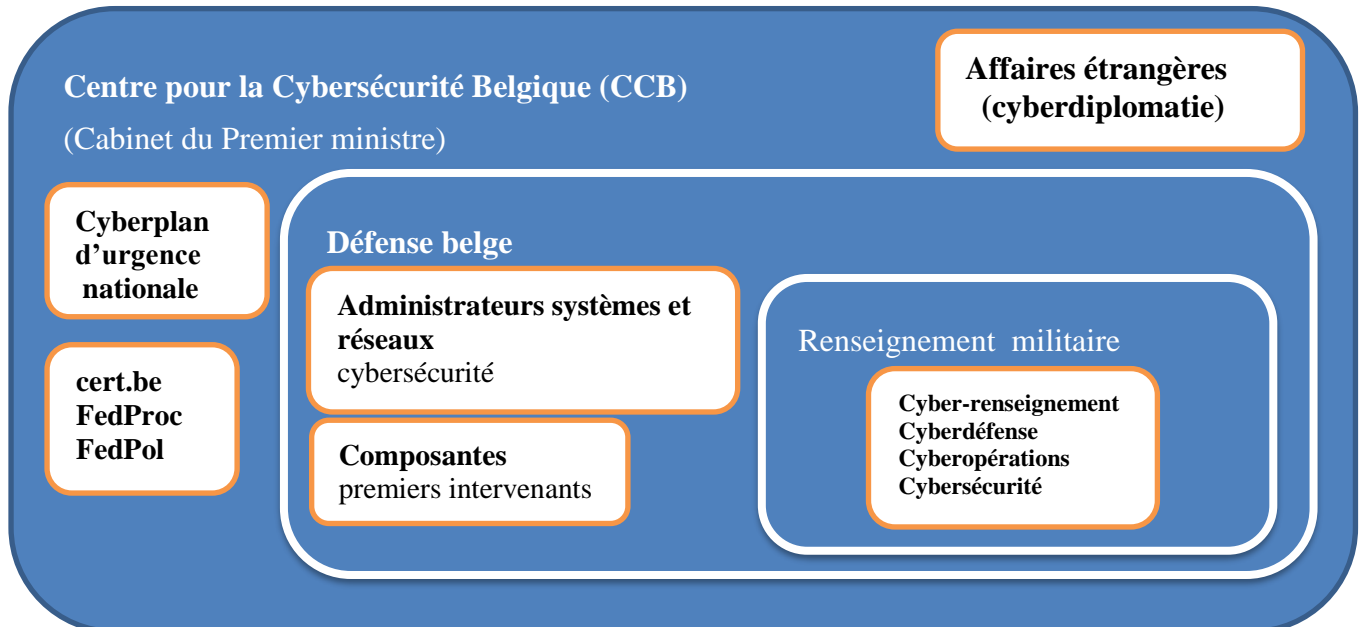 Centre pour la Cybersécurité Belgique (CCB)
(Cabinet du Premier ministre)
Affaires étrangères
(cyberdiplomatie)
Cyberplan
d’urgence
nationale
cert.be
FedProc
FedPol
Défense belge
Administrateurs systèmes et
réseaux
cybersécurité
Composantes
premiers intervenants
Renseignement militaire
Cyber-renseignement
Cyberdéfense
Cyberopérations
Cybersécurité